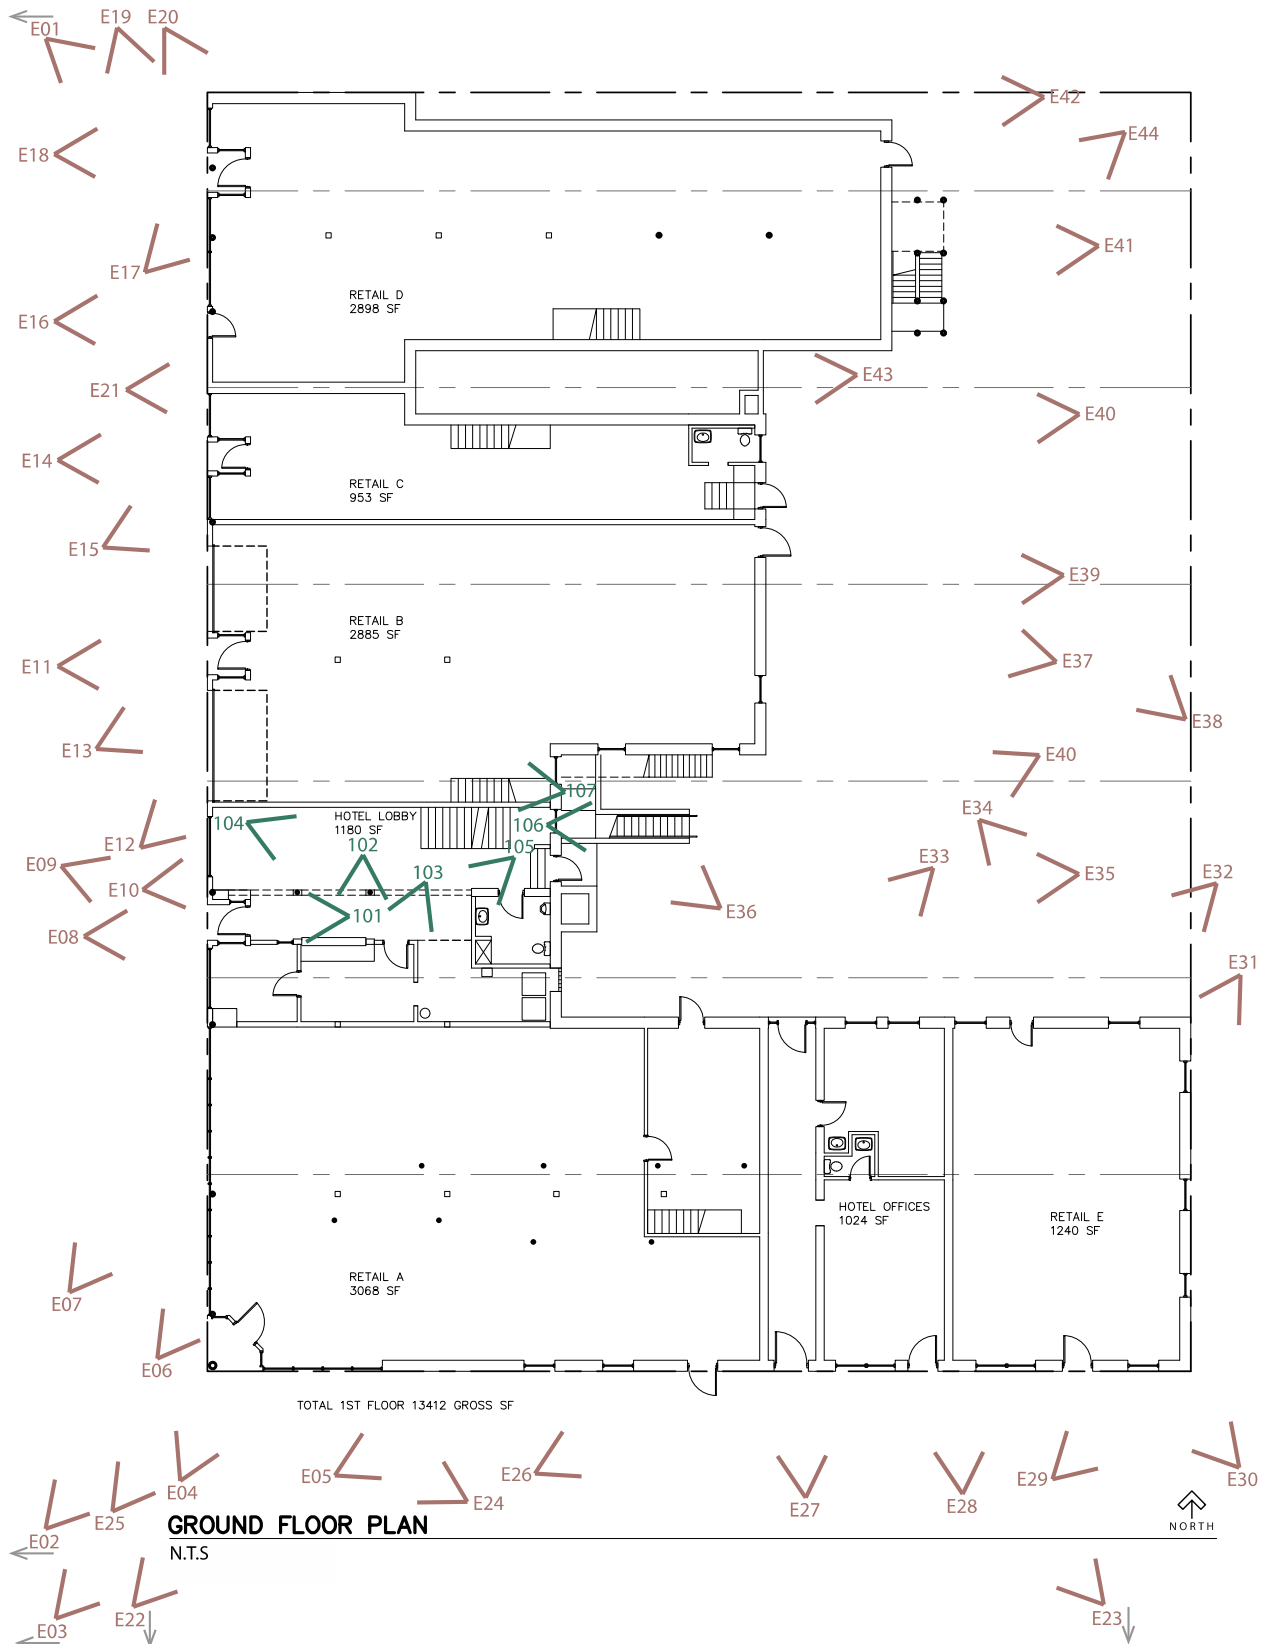 E19 E20
E01
E42
E44
E18
E41
E17
RETAIL D
2898 SF
E16
E43
E21
E40
E14
RETAIL C
953 SF
E15
E39
RETAIL B
2885 SF
E11
E37
E38
E13
E40
107
HOTEL LOBBY
1180 SF
104
106
E34
E12
102
105
E09
103
E33
E35
E10
E32
101
E36
E08
E31
HOTEL OFFICES
1024 SF
RETAIL E
1240 SF
RETAIL A
3068 SF
E07
E06
TOTAL 1ST FLOOR 13412 GROSS SF
E05
E26
E29
E30
E04
E24
E27
E28
E25
E02
GROUND FLOOR PLAN
NORTH
N.T.S
E03
E22
E23